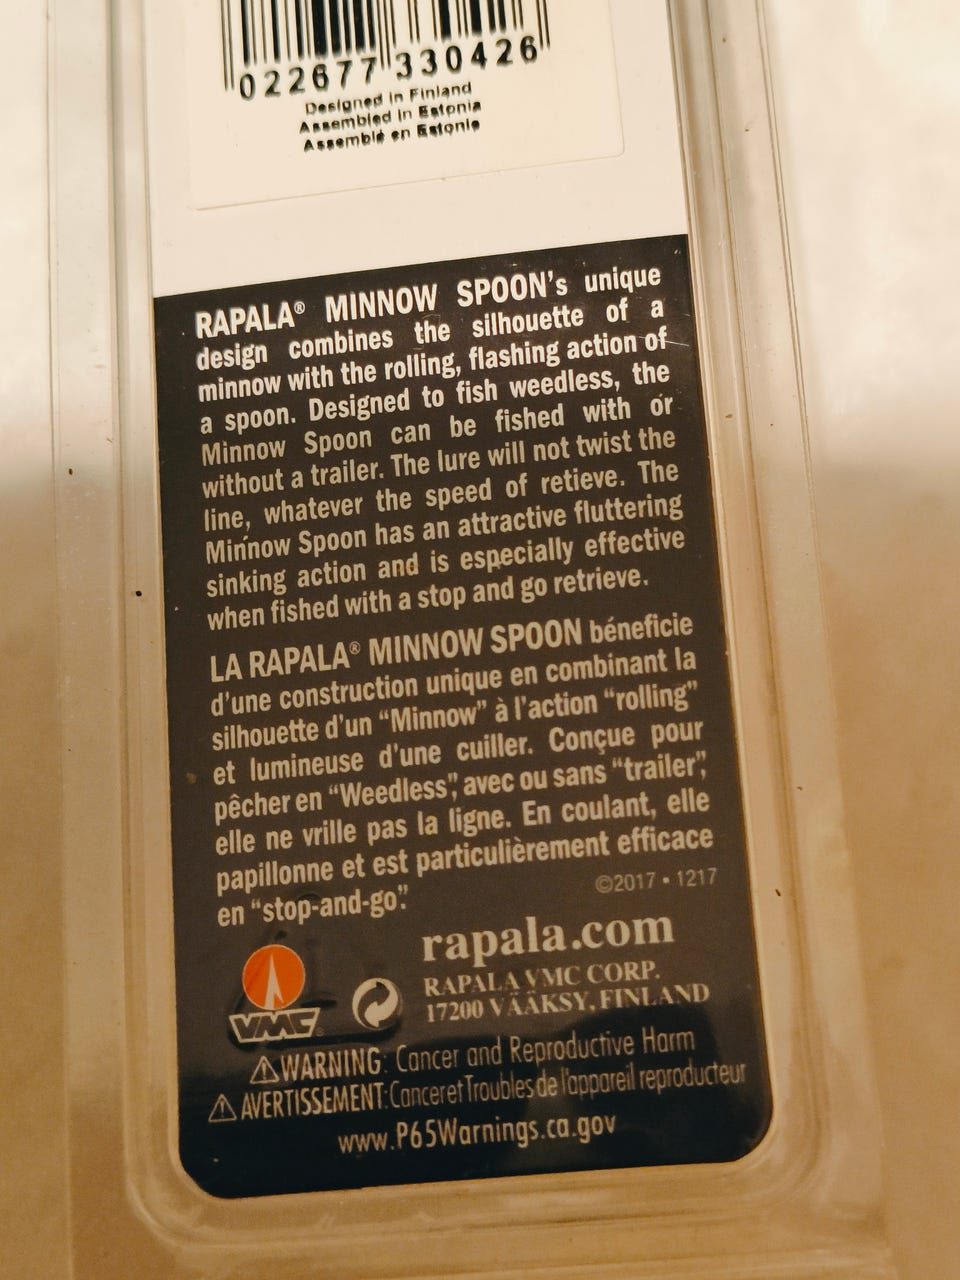 022677 330426
Designed in Finland
Assembled in Estonia
Assemblé en Estonie
RAPALA® MINNOW SPOON's unique
design combines the silhouette of a
minnow with the rolling, flashing action of
a spoon. Designed to fish weedless, the
Minnow Spoon can be fished with or
without a trailer. The lure will not twist the
line, whatever the speed of retieve. The
Minnow Spoon has an attractive fluttering
sinking action and is especially effective
when fished with a stop and go retrieve.
LA RAPALA® MINNOW SPOON béneficie
d'une construction unique en combinant la
silhouette d'un “Minnow” à l'action “rolling”
et lumineuse d'une cuiller. Conçue pour
pêcher en “Weedless”, avec ou sans “trailer”,
elle ne vrille pas la ligne. En coulant, elle
papillonne et est particulièrement efficace
en “stop-and-go”.
©2017 • 1217
rapala.com
RAPALA VMC CORP.
17200 VÄÄKSY, FINLAND
VMC®
⚠WARNING: Cancer and Reproductive Harm
⚠AVERTISSEMENT: Cancer et Troubles de l'appareil reproducteur
www.P65Warnings.ca.gov